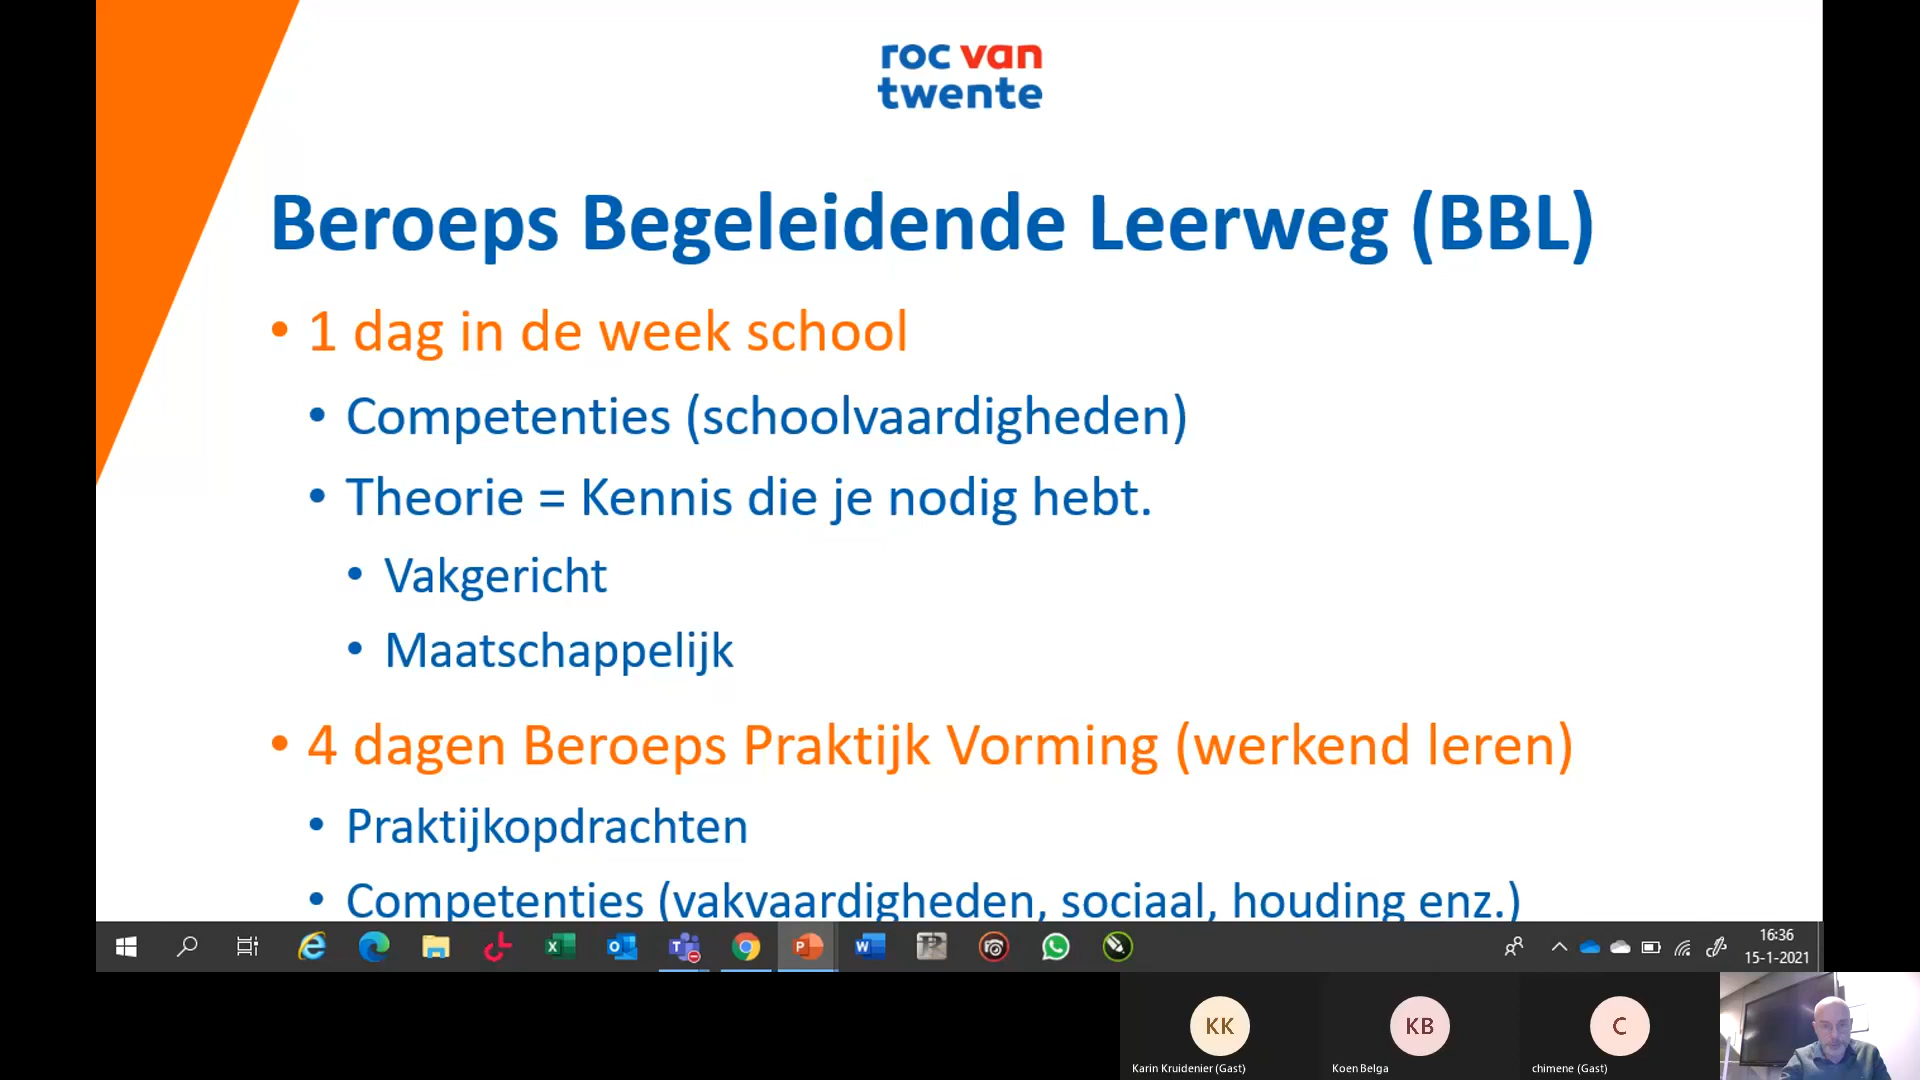 roc van
twente
Beroeps Begeleidende Leerweg (BBL)
• 1 dag in de week school
• Competenties (schoolvaardigheden)
• Theorie = Kennis die je nodig hebt.
• Vakgericht
• Maatschappelijk
• 4 dagen Beroeps Praktijk Vorming (werkend leren)
• Praktijkopdrachten
• Competenties (vakvaardigheden, sociaal, houding enz.)
16:36
15-1-2021
KK
KB
C
Karin Kruidenier (Gast)
Koen Belga
chimene (Gast)